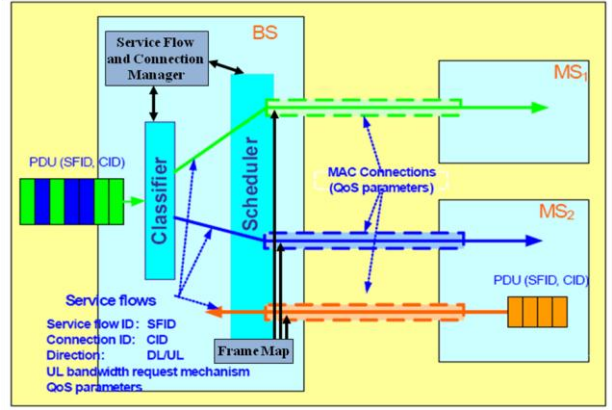 BS
Service Flow
and Connection
Manager
MS1
PDU (SFID, CID)
Classifier
Scheduler
MAC Connections
(QoS parameters)
MS2
PDU (SFID, CID)
Service flows
Service flow ID: SFID
Connection ID: CID
Direction: DL/UL
UL bandwidth request mechanism
QoS parameters
Frame Map